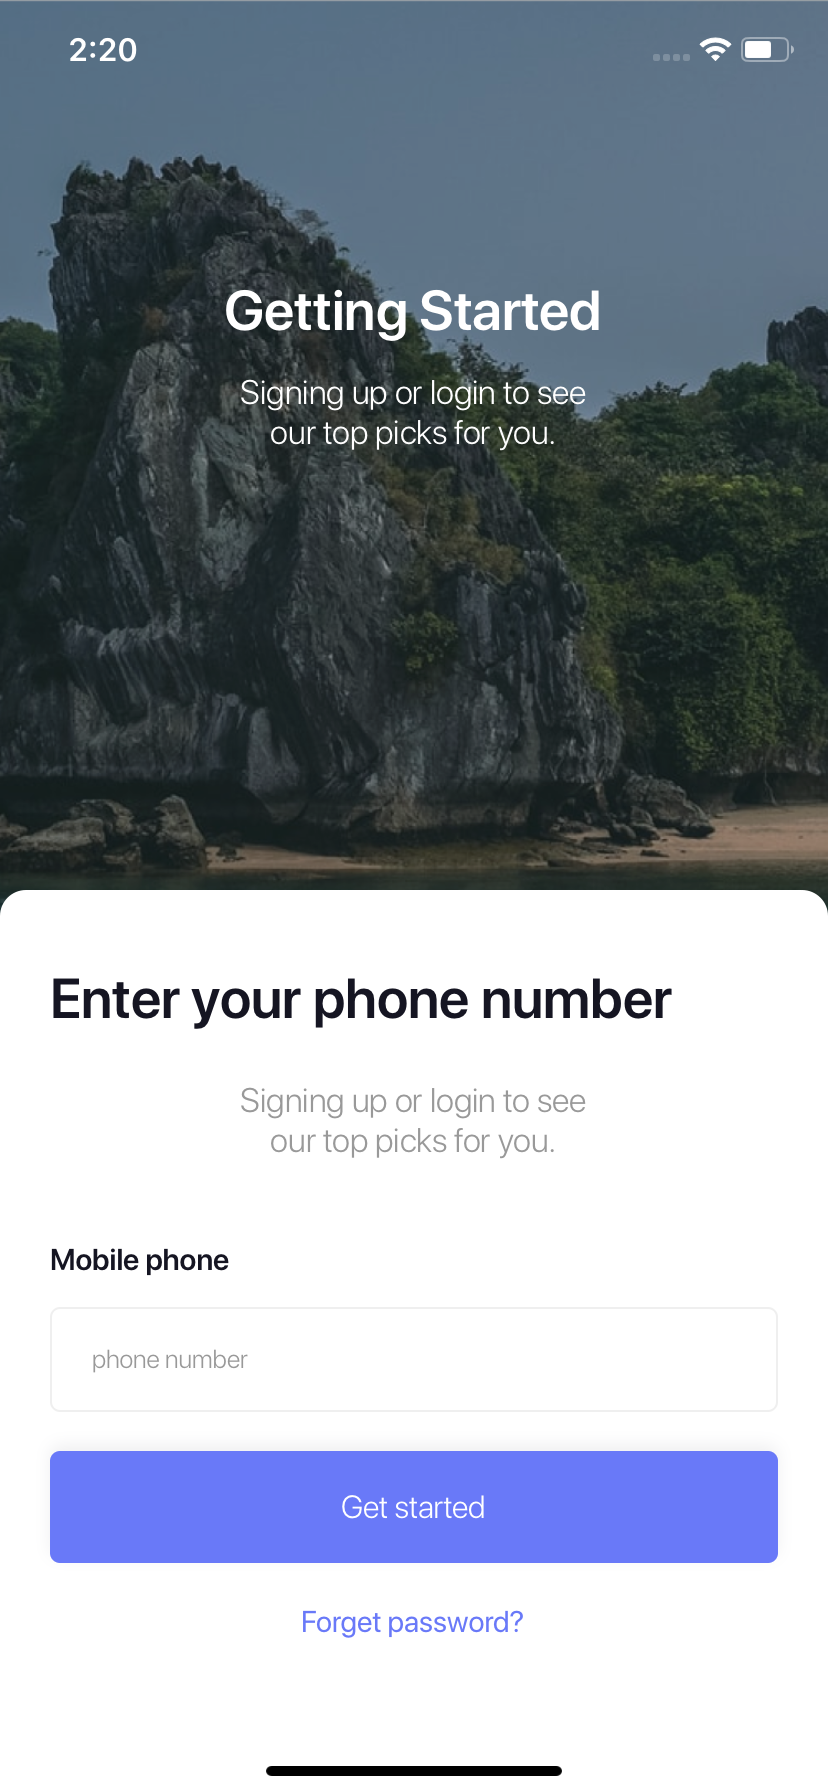 2:20
Getting Started
Signing up or login to see
our top picks for you.
Enter your phone number
Signing up or login to see
our top picks for you.
Mobile phone
phone number
Get started
Forget password?